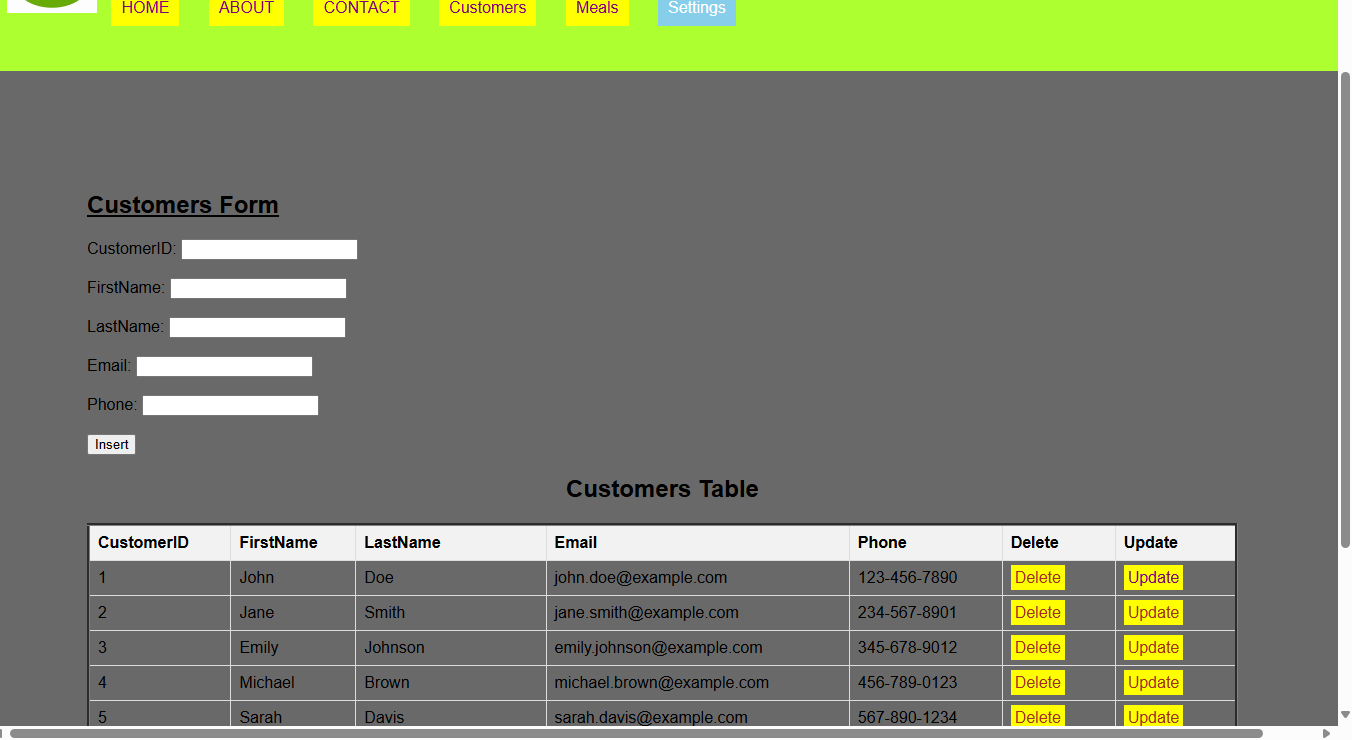 HOME ABOUT CONTACT Customers Meals Settings
Customers Form
CustomerID:
FirstName:
LastName:
Email:
Phone:
Insert
Customers Table
CustomerID FirstName LastName Email Phone Delete Update
1 John Doe john.doe@example.com 123-456-7890 Delete Update
2 Jane Smith jane.smith@example.com 234-567-8901 Delete Update
3 Emily Johnson emily.johnson@example.com 345-678-9012 Delete Update
4 Michael Brown michael.brown@example.com 456-789-0123 Delete Update
5 Sarah Davis sarah.davis@example.com 567-890-1234 Delete Update